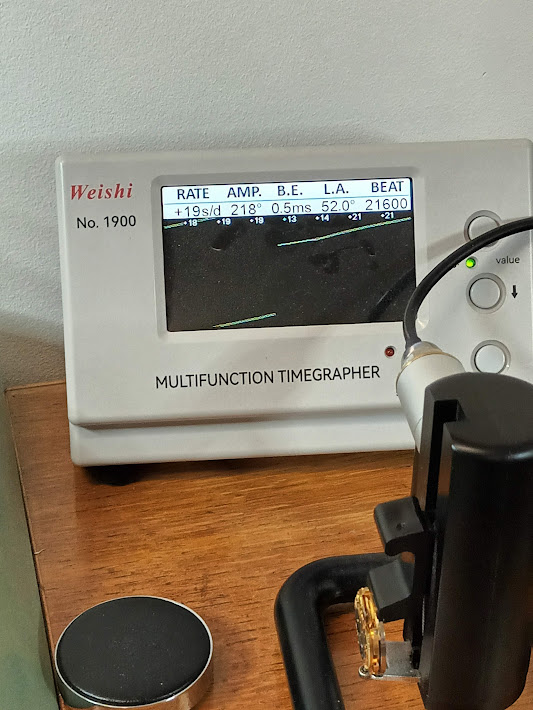 Weishi
No. 1900
RATE AMP. B.E. L.A. BEAT
+19s/d 218° 0.5ms 52.0° 21600
+18 +19 +19 +13 +14 +21 +21
value
MULTIFUNCTION TIMEGRAPHER